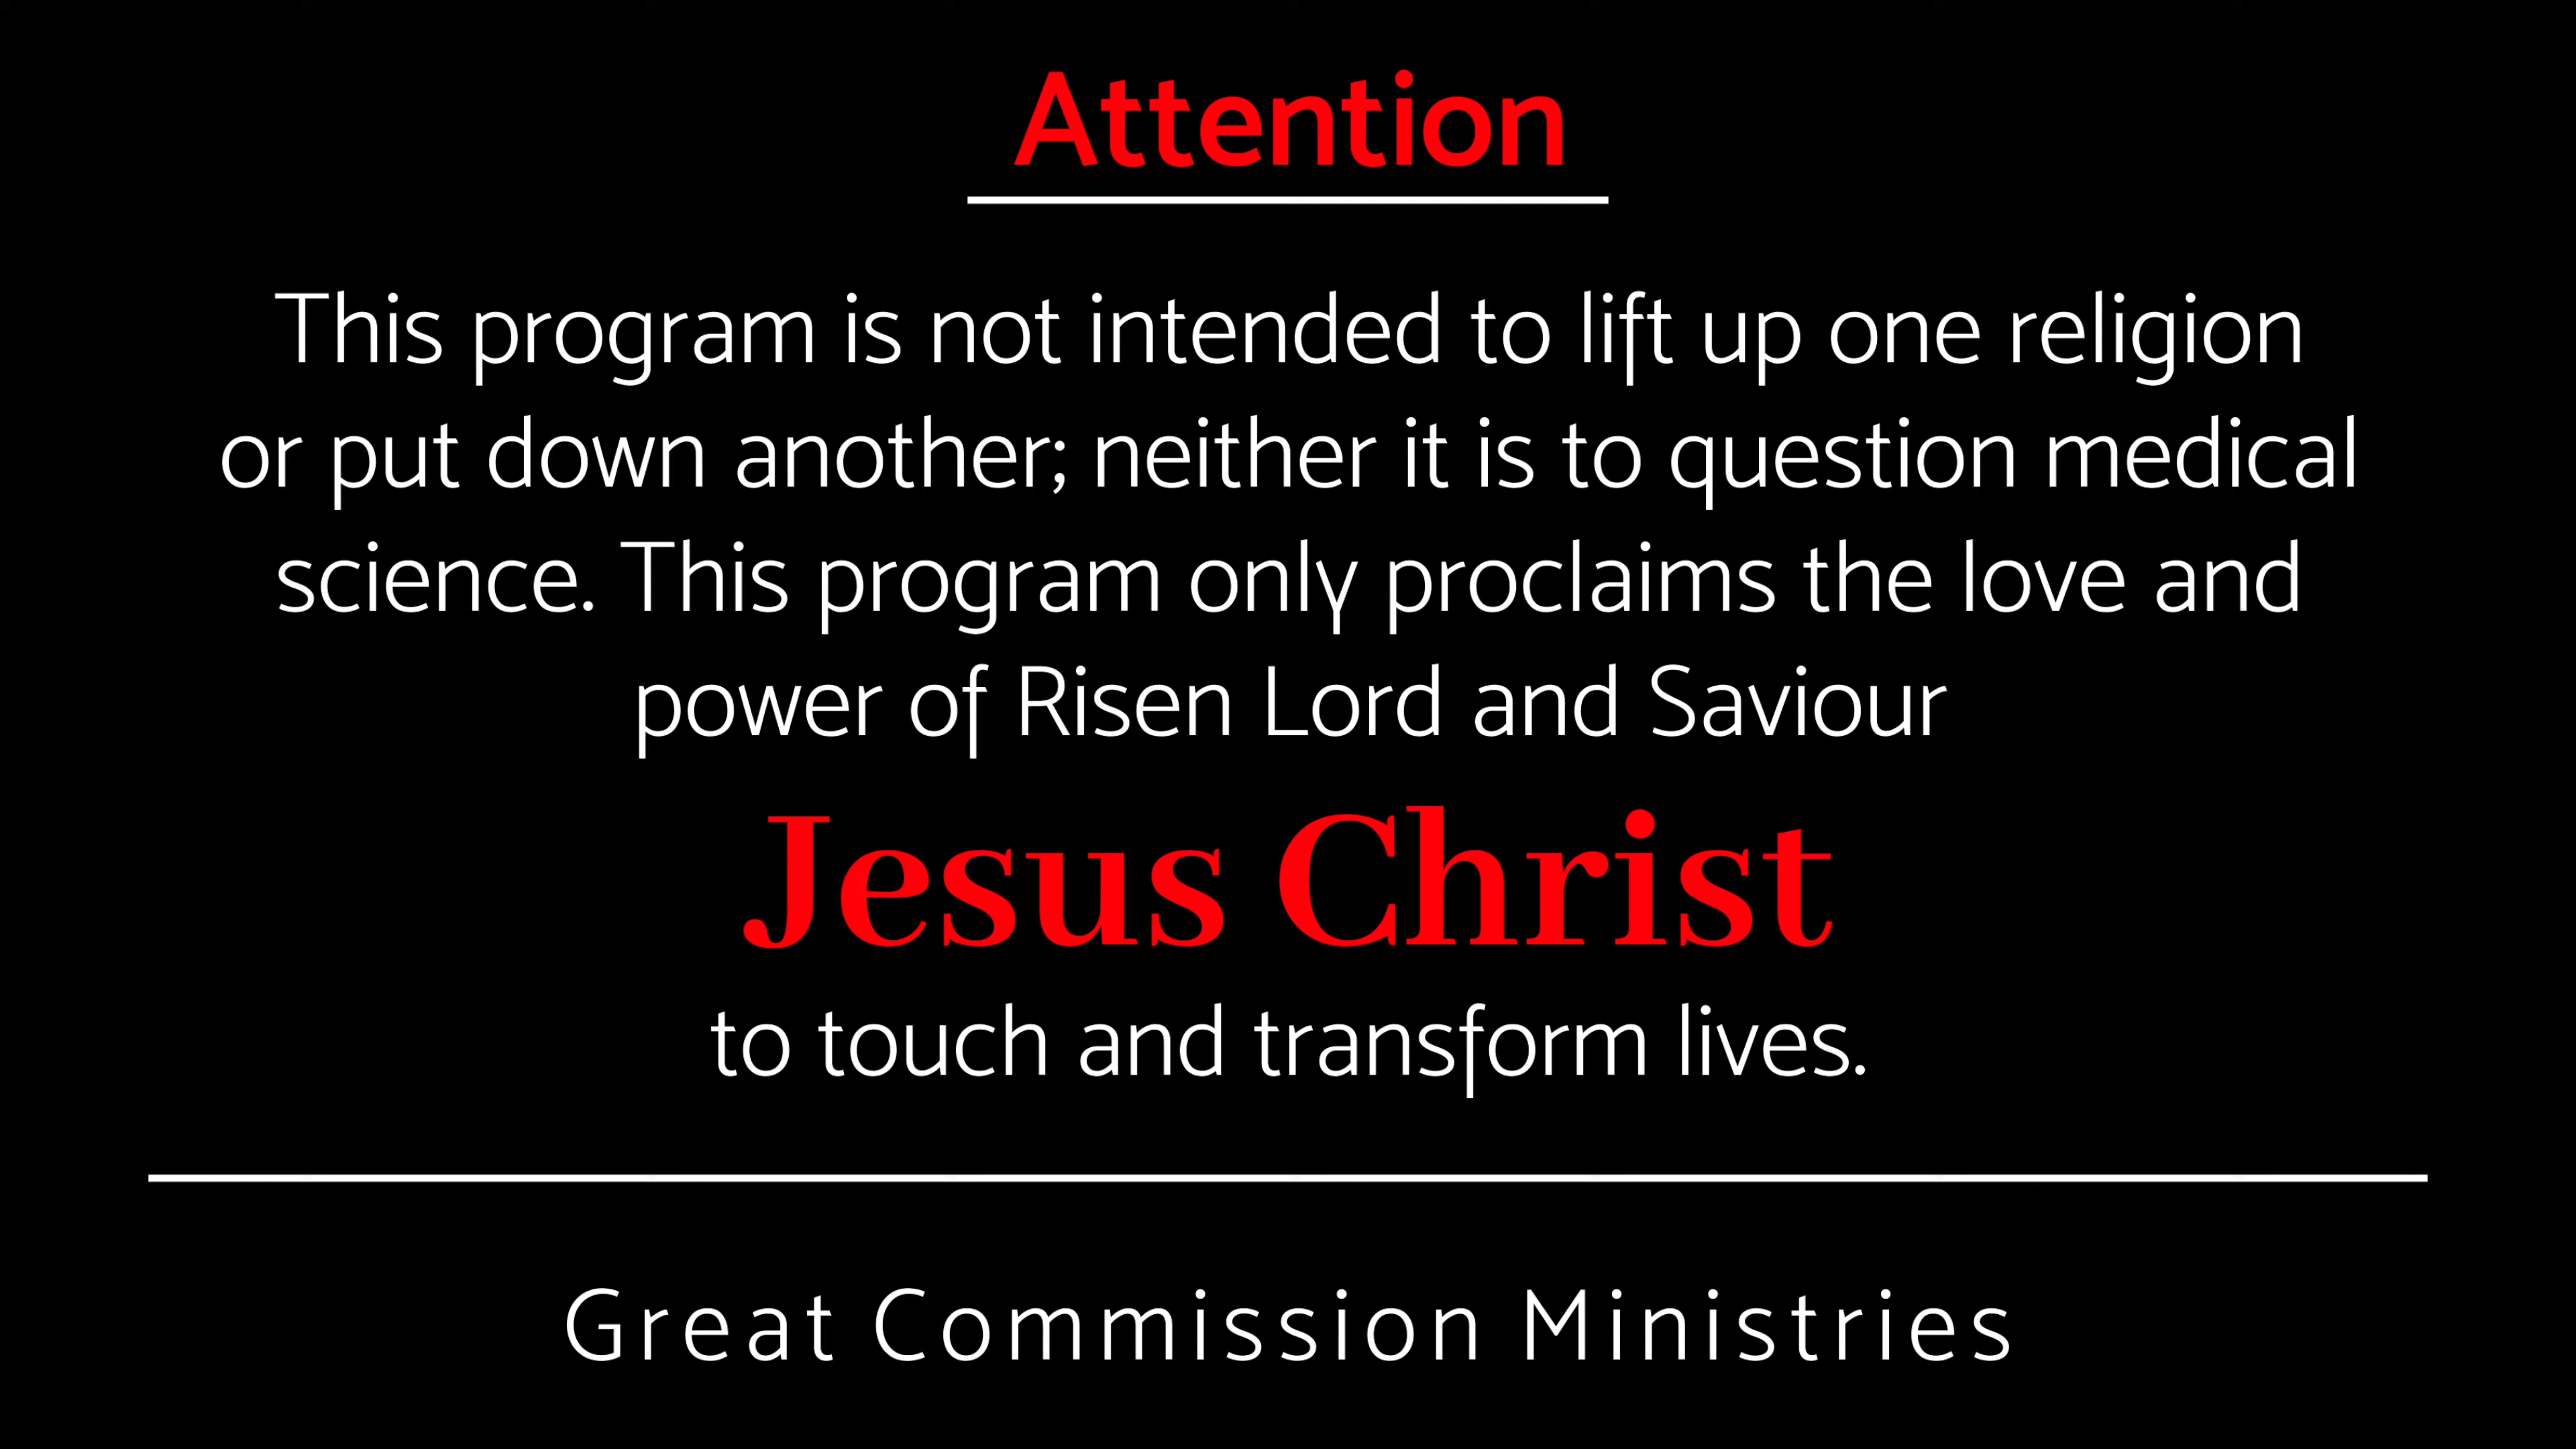 Attention
This program is not intended to lift up one religion
or put down another; neither it is to question medical
science. This program only proclaims the love and
power of Risen Lord and Saviour
Jesus Christ
to touch and transform lives.
Great Commission Ministries